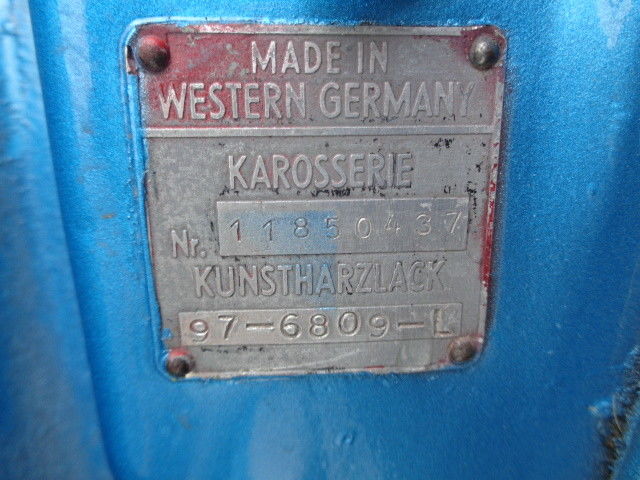 MADE IN
WESTERN GERMANY
KAROSSERIE
Nr. 11850437
KUNSTHARZLACK
97-6809-L